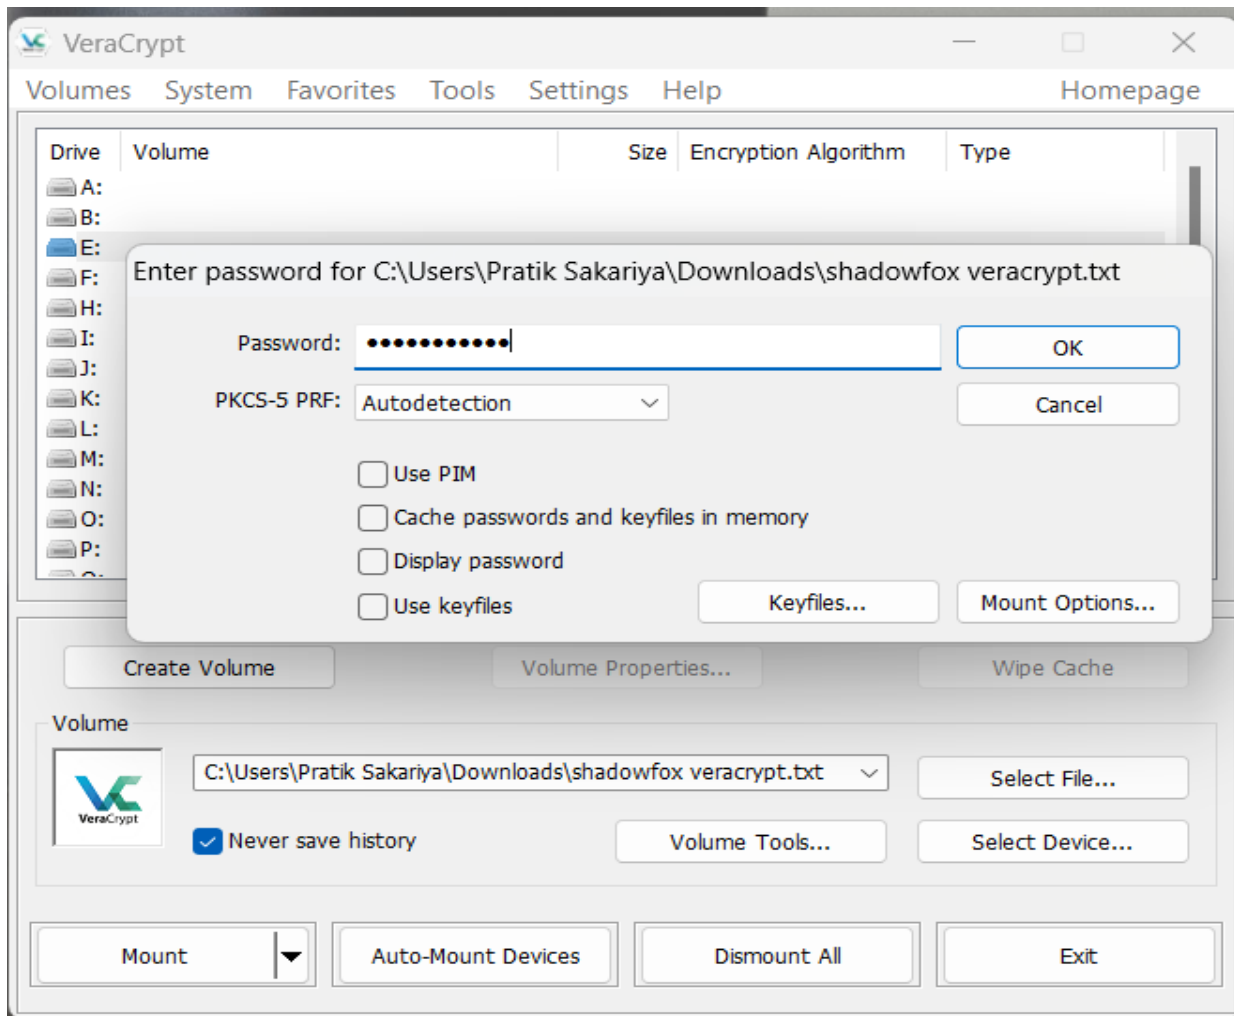 VeraCrypt
Volumes System Favorites Tools Settings Help Homepage
Drive Volume Size Encryption Algorithm Type
A:
B:
E:
F:
H:
I:
J:
K:
L:
M:
N:
O:
P:
Enter password for C:\Users\Pratik Sakariya\Downloads\shadowfox veracrypt.txt
Password: ●●●●●●●●●●● OK
PKCS-5 PRF: Autodetection Cancel
Use PIM
Cache passwords and keyfiles in memory
Display password
Use keyfiles Keyfiles... Mount Options...
Create Volume Volume Properties... Wipe Cache
Volume
VeraCrypt
C:\Users\Pratik Sakariya\Downloads\shadowfox veracrypt.txt Select File...
Never save history Volume Tools... Select Device...
Mount Auto-Mount Devices Dismount All Exit